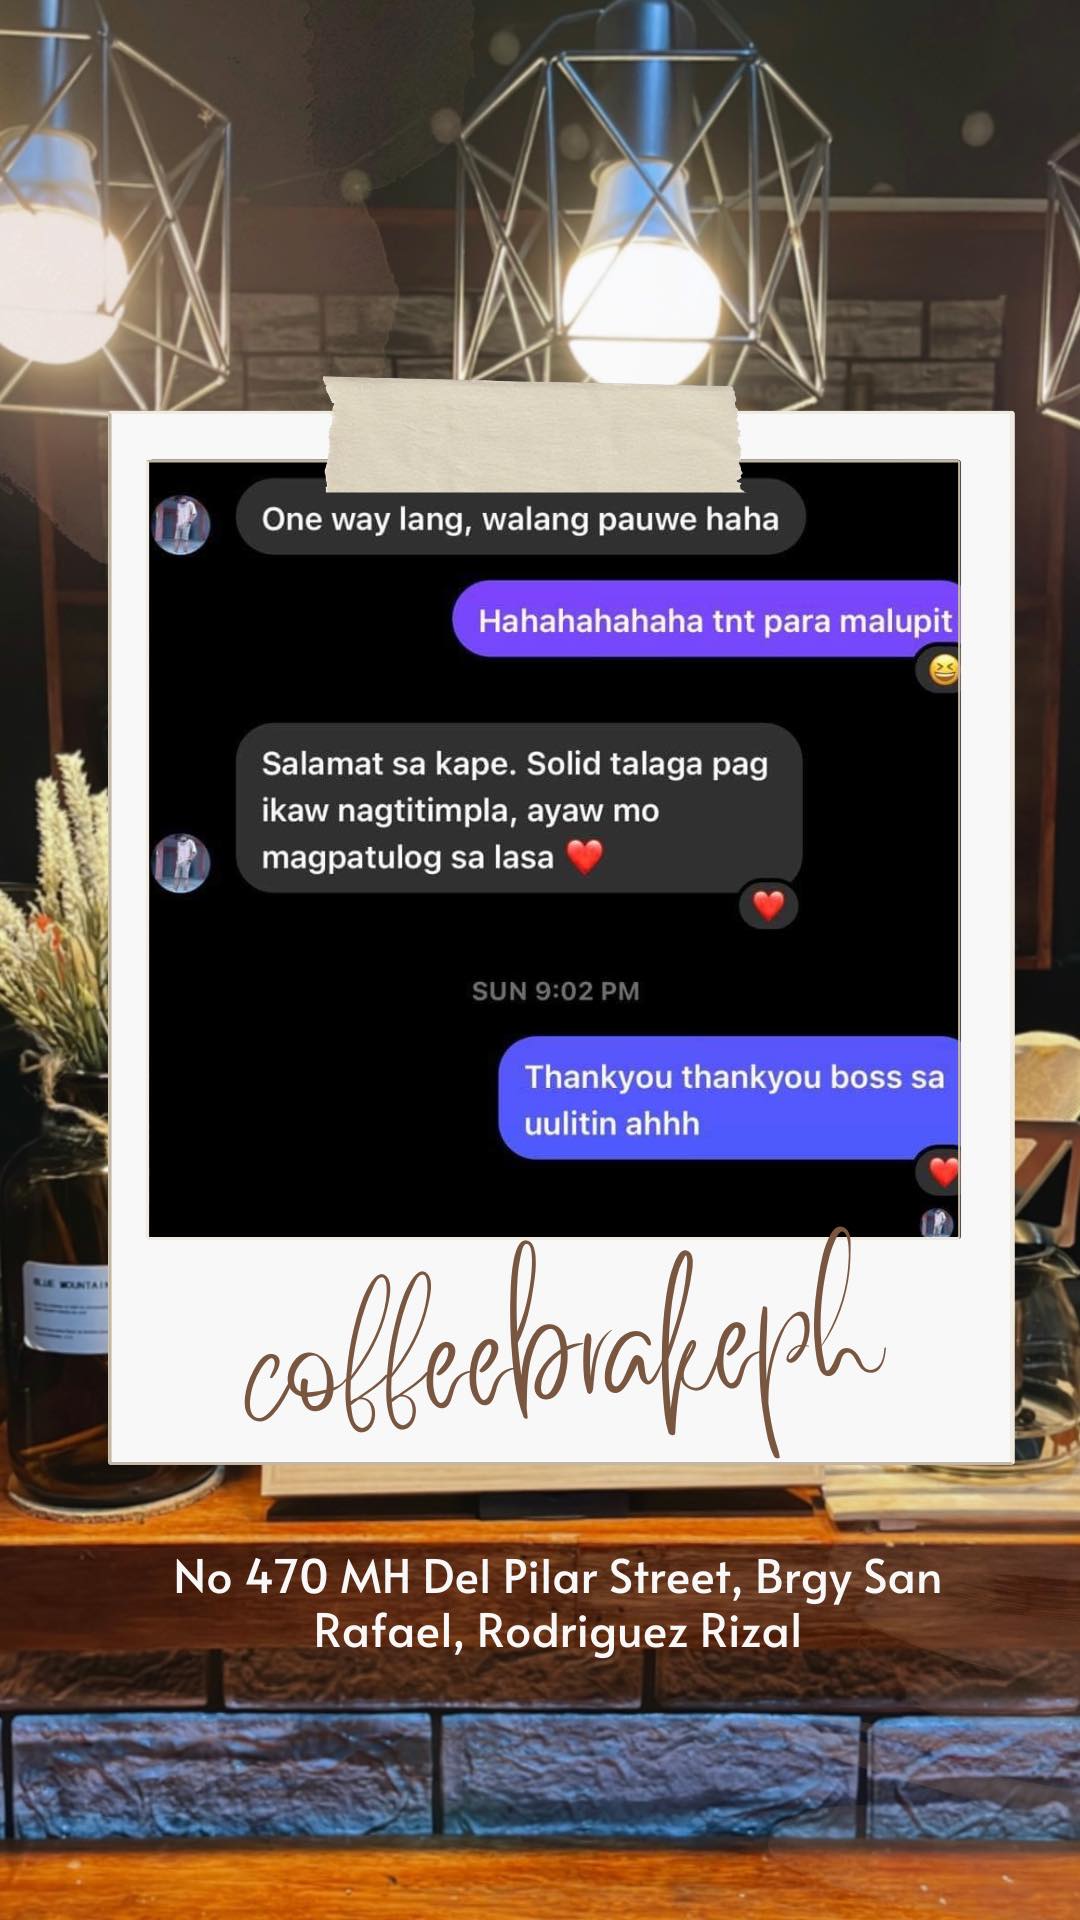 One way lang, walang pauwe haha
Hahahahahaha tnt para malupit
😆
Salamat sa kape. Solid talaga pag
ikaw nagtitimpla, ayaw mo
magpatulog sa lasa ❤️
❤️
SUN 9:02 PM
Thankyou thankyou boss sa
uulitin ahhh
❤️
coffeebrakeph
BLUE MOUNTAIN
No 470 MH Del Pilar Street, Brgy San
Rafael, Rodriguez Rizal